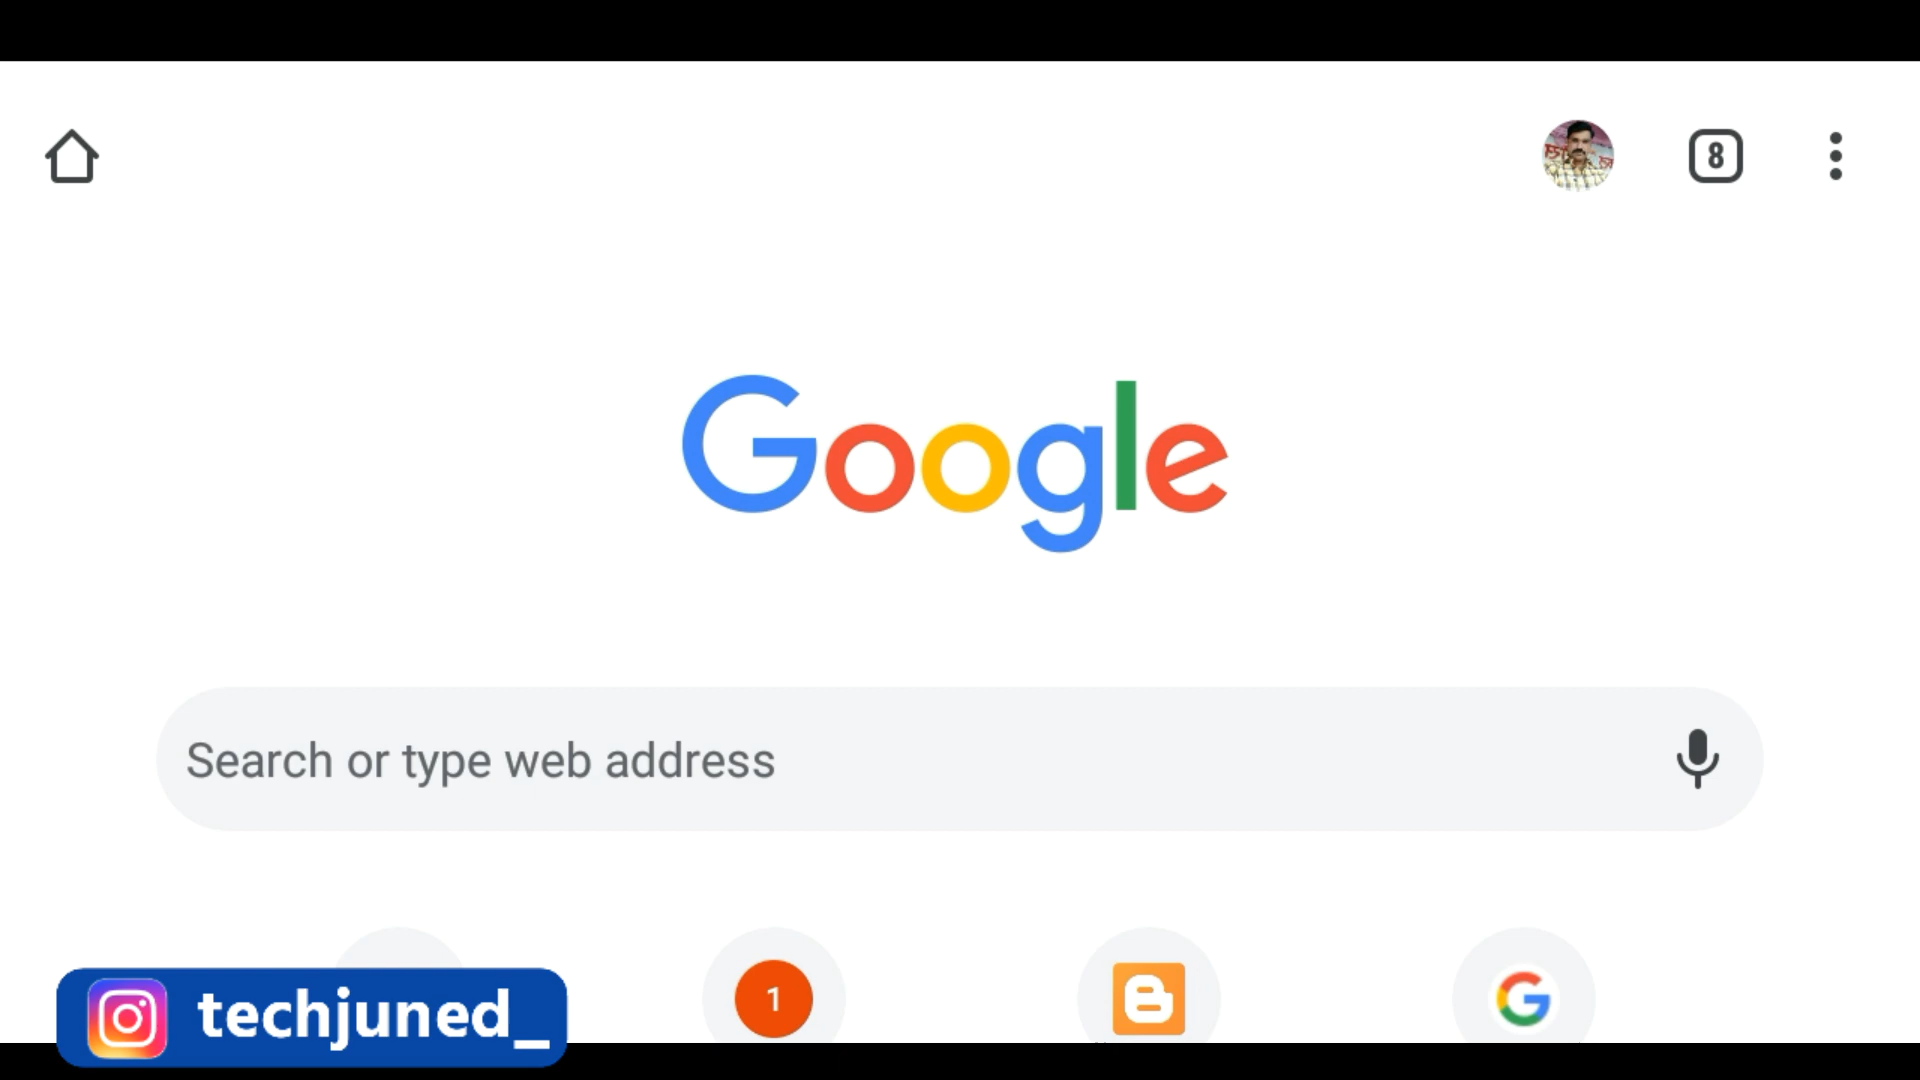 8
Google
Search or type web address
1
techjuned_